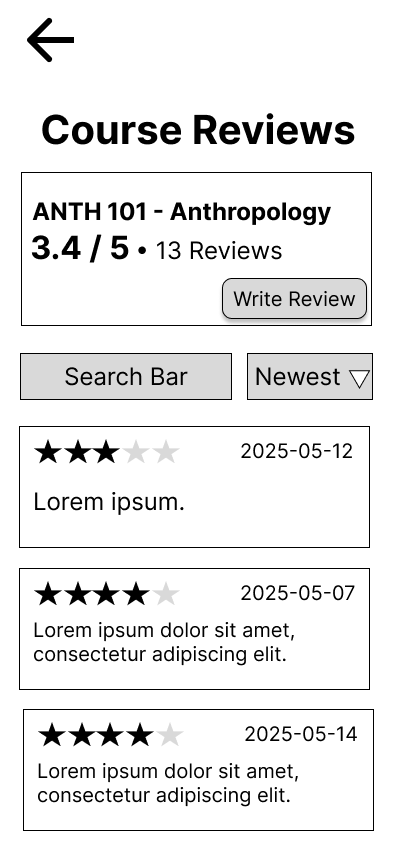 Course Reviews
ANTH 101 - Anthropology
3.4 / 5 • 13 Reviews
Write Review
Search Bar
Newest
2025-05-12
Lorem ipsum.
2025-05-07
Lorem ipsum dolor sit amet,
consectetur adipiscing elit.
2025-05-14
Lorem ipsum dolor sit amet,
consectetur adipiscing elit.